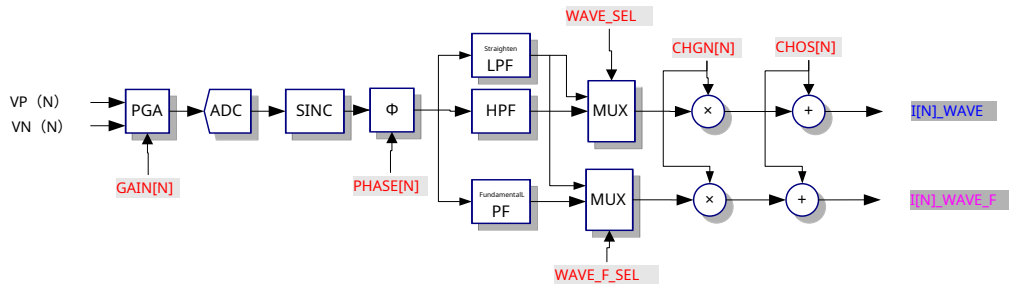 WAVE_SEL
CHGN[N]
CHOS[N]
Straighten
LPF
VP（N）
VN（N）
PGA
ADC
SINC
Φ
HPF
MUX
×
+
I[N]_WAVE
GAIN[N]
PHASE[N]
FundamentalL
PF
MUX
×
+
I[N]_WAVE_F
WAVE_F_SEL